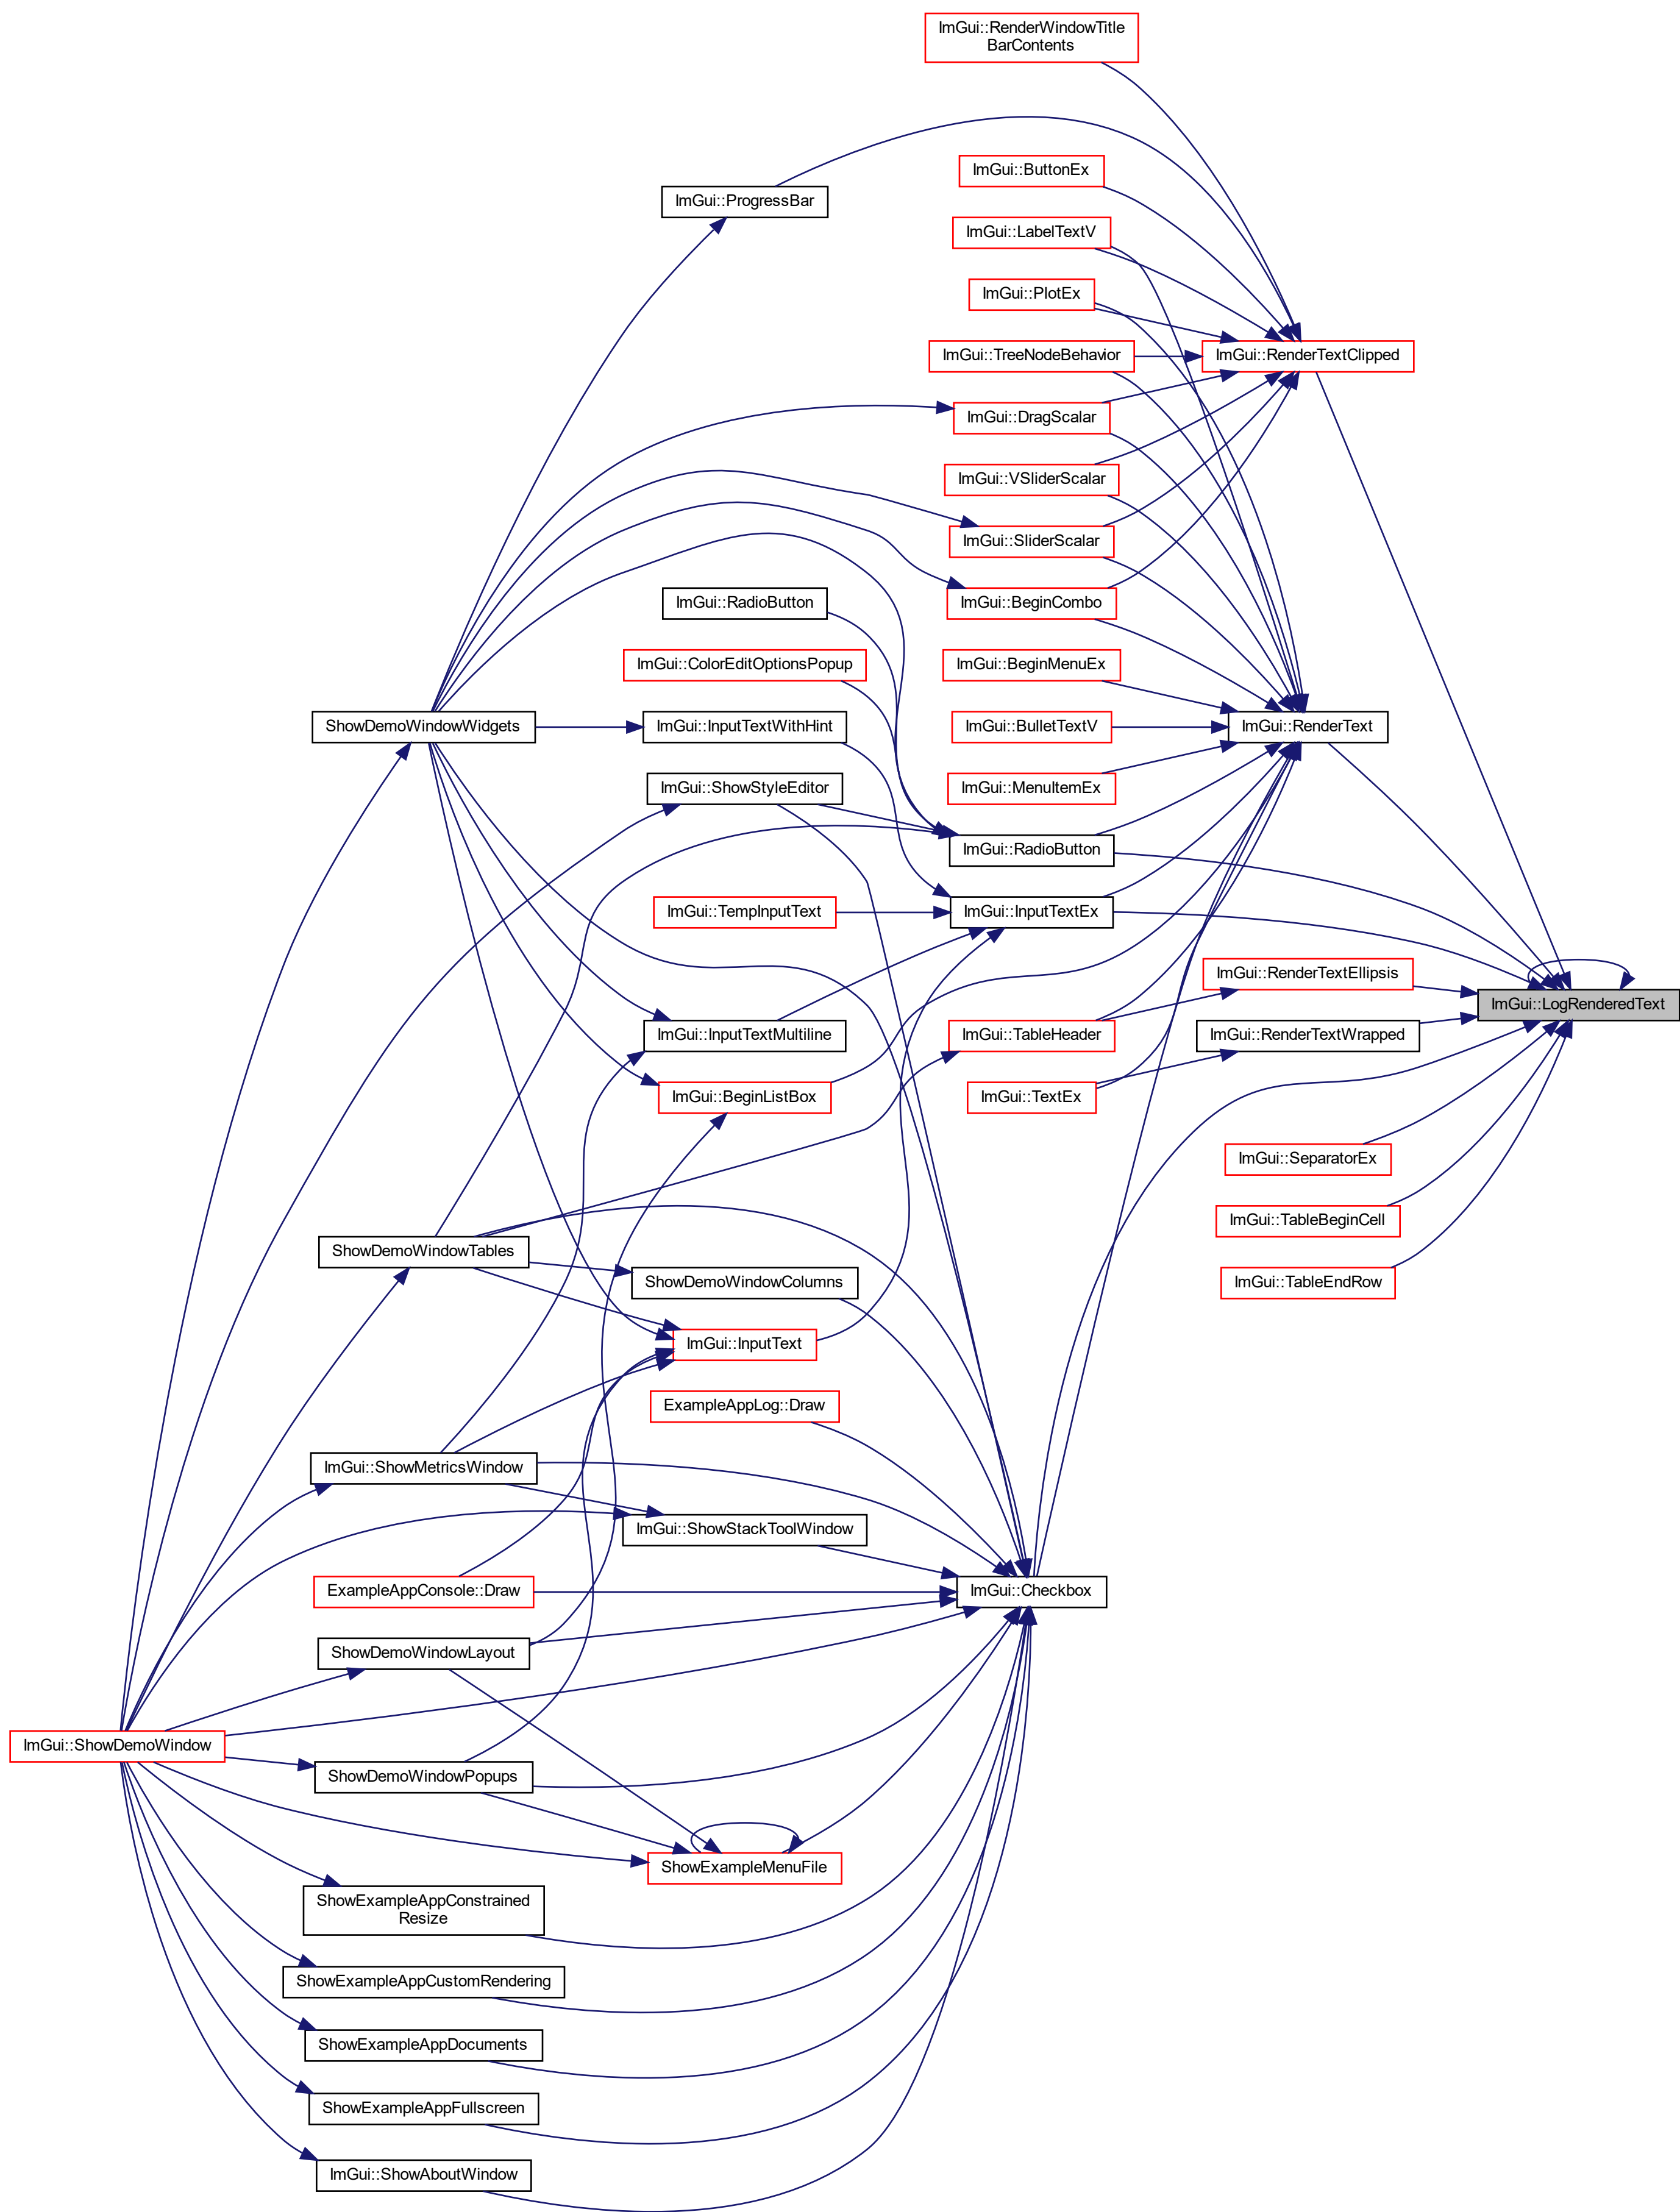 ImGui::RenderWindowTitle
BarContents
ImGui::ButtonEx
ImGui::ProgressBar
ImGui::LabelTextV
ImGui::PlotEx
ImGui::TreeNodeBehavior
ImGui::RenderTextClipped
ImGui::DragScalar
ImGui::VSliderScalar
ImGui::SliderScalar
ImGui::RadioButton
ImGui::BeginCombo
ImGui::ColorEditOptionsPopup
ImGui::BeginMenuEx
ShowDemoWindowWidgets
ImGui::InputTextWithHint
ImGui::BulletTextV
ImGui::RenderText
ImGui::ShowStyleEditor
ImGui::MenuItemEx
ImGui::RadioButton
ImGui::TempInputText
ImGui::InputTextEx
ImGui::RenderTextEllipsis
ImGui::LogRenderedText
ImGui::InputTextMultiline
ImGui::TableHeader
ImGui::RenderTextWrapped
ImGui::BeginListBox
ImGui::TextEx
ImGui::SeparatorEx
ImGui::TableBeginCell
ShowDemoWindowTables
ShowDemoWindowColumns
ImGui::TableEndRow
ImGui::InputText
ExampleAppLog::Draw
ImGui::ShowMetricsWindow
ImGui::ShowStackToolWindow
ExampleAppConsole::Draw
ImGui::Checkbox
ShowDemoWindowLayout
ImGui::ShowDemoWindow
ShowDemoWindowPopups
ShowExampleMenuFile
ShowExampleAppConstrained
Resize
ShowExampleAppCustomRendering
ShowExampleAppDocuments
ShowExampleAppFullscreen
ImGui::ShowAboutWindow